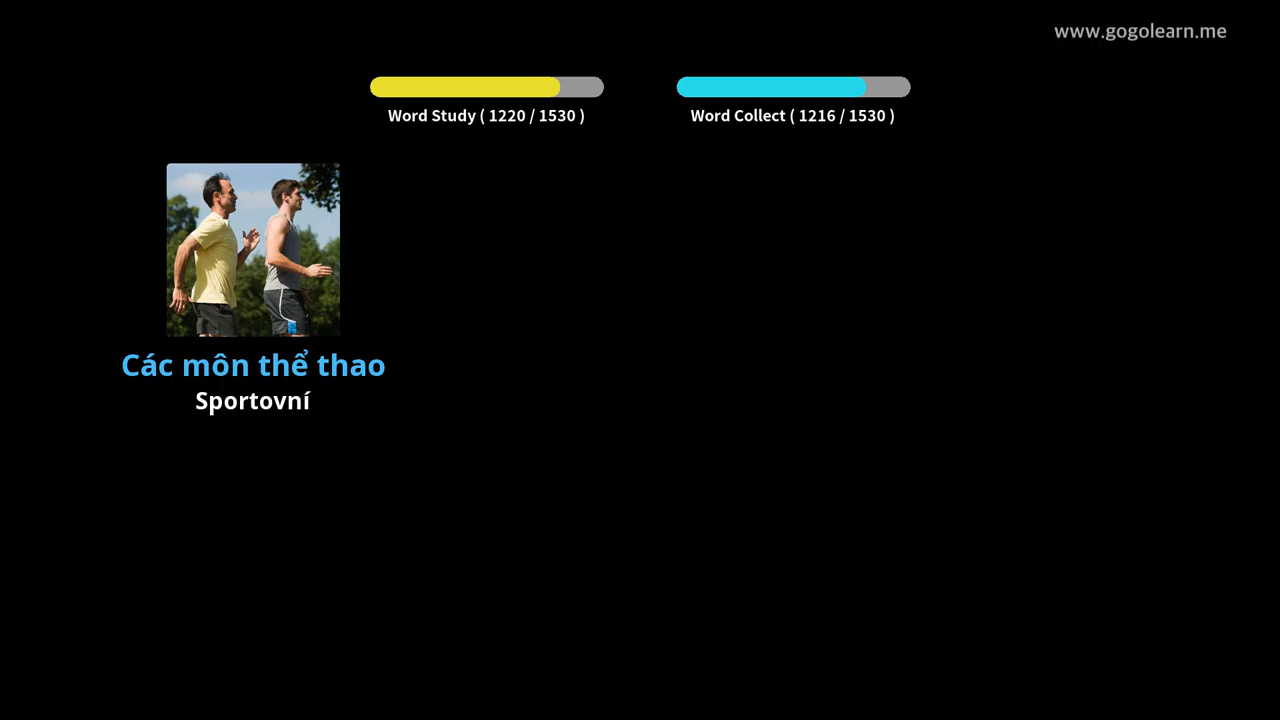 www.gogolearn.me
Word Study ( 1220 / 1530 )
Word Collect ( 1216 / 1530 )
Các môn thể thao
Sportovní